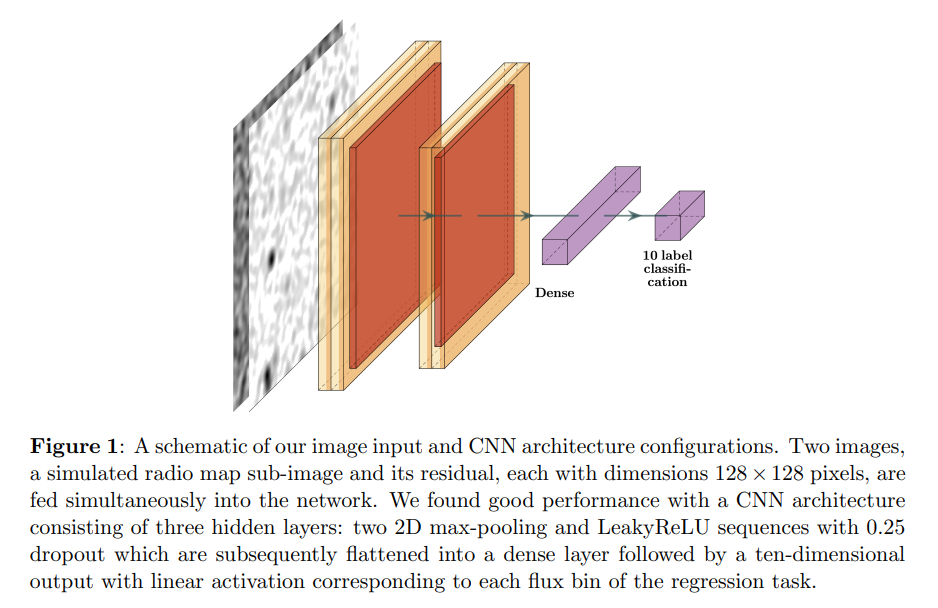 10 label
classifi-
cation
Dense
Figure 1: A schematic of our image input and CNN architecture configurations. Two images,
a simulated radio map sub-image and its residual, each with dimensions 128 × 128 pixels, are
fed simultaneously into the network. We found good performance with a CNN architecture
consisting of three hidden layers: two 2D max-pooling and LeakyReLU sequences with 0.25
dropout which are subsequently flattened into a dense layer followed by a ten-dimensional
output with linear activation corresponding to each flux bin of the regression task.